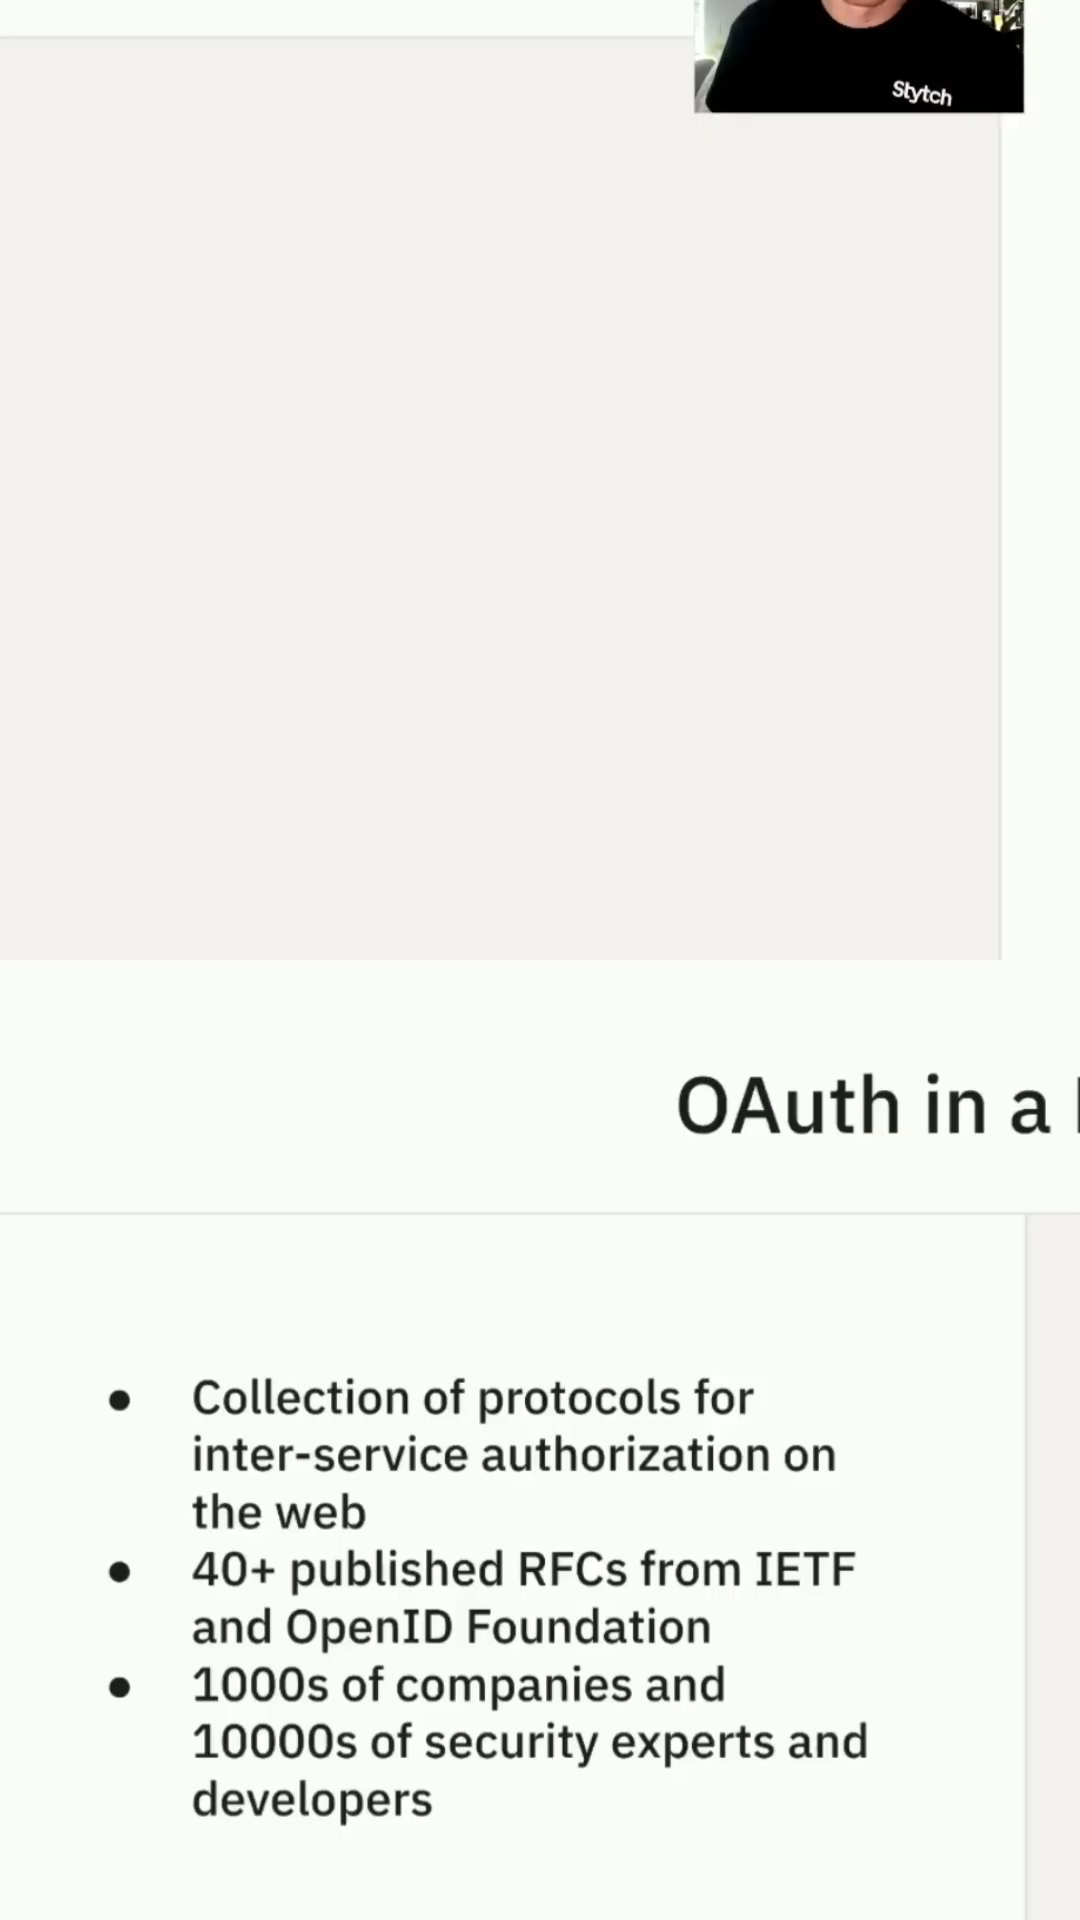 Stytch
OAuth in a
● Collection of protocols for
inter-service authorization on
the web
● 40+ published RFCs from IETF
and OpenID Foundation
● 1000s of companies and
10000s of security experts and
developers